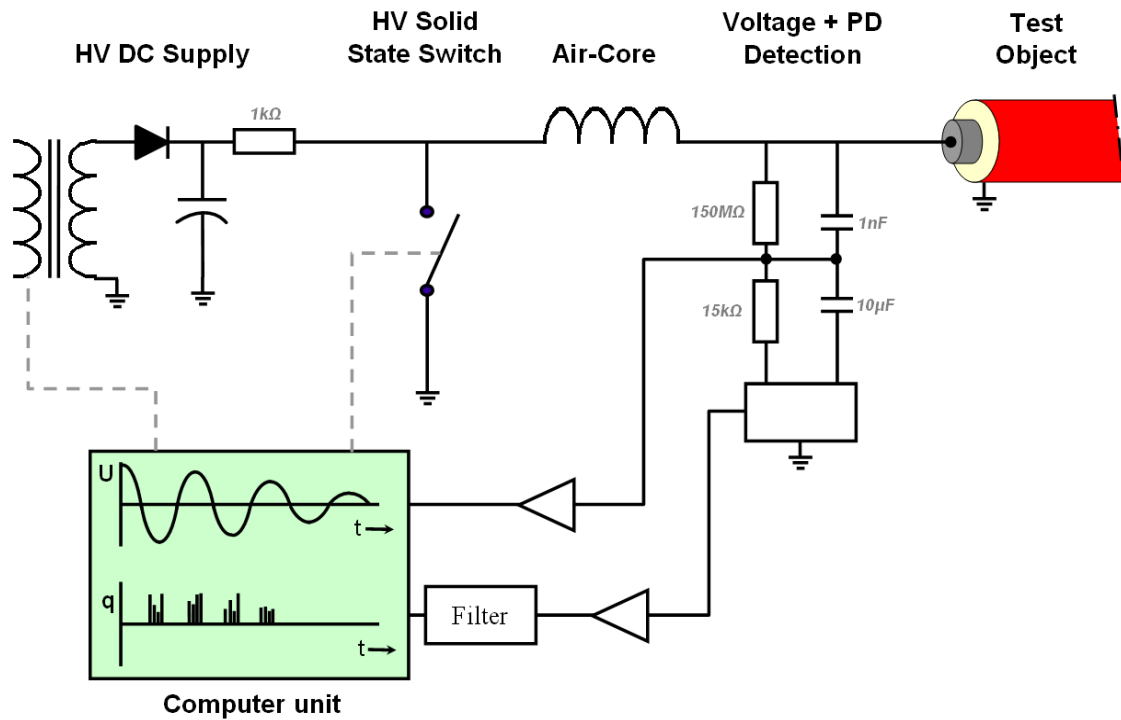 HV DC Supply
HV Solid
State Switch
Air-Core
Voltage + PD
Detection
Test
Object
1kΩ
150MΩ
1nF
15kΩ
10µF
U
t
q
t
Filter
Computer unit